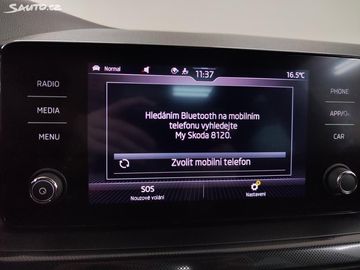 Sauto.cz
Normal
11:37
16.5°C
RADIO
MEDIA
MENU
PHONE
APP/
CAR
Hledáním Bluetooth na mobilním
telefonu vyhledejte
My Skoda 8120.
Zvolit mobilní telefon
SOS
Nouzové volání
Nastavení